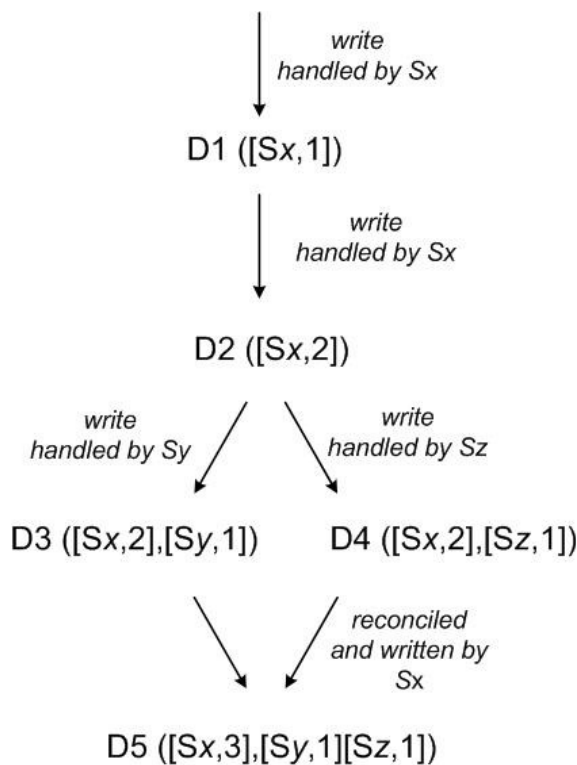 write
handled by Sx
D1 ([Sx,1])
write
handled by Sx
D2 ([Sx,2])
write
handled by Sy
write
handled by Sz
D3 ([Sx,2],[Sy,1])
D4 ([Sx,2],[Sz,1])
reconciled
and written by
Sx
D5 ([Sx,3],[Sy,1][Sz,1])